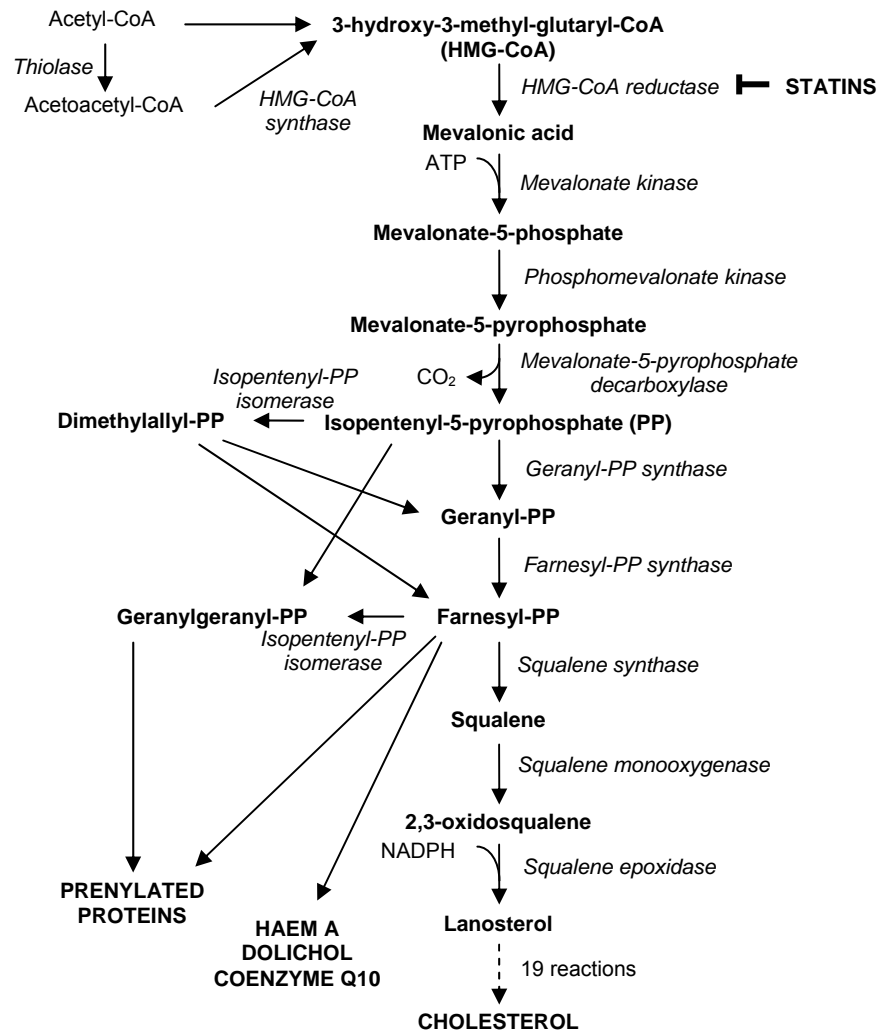 Acetyl-CoA
3-hydroxy-3-methyl-glutaryl-CoA
(HMG-CoA)
Thiolase
Acetoacetyl-CoA
HMG-CoA
synthase
HMG-CoA reductase
STATINS
Mevalonic acid
ATP
Mevalonate kinase
Mevalonate-5-phosphate
Phosphomevalonate kinase
Mevalonate-5-pyrophosphate
CO₂
Mevalonate-5-pyrophosphate
decarboxylase
Isopentenyl-PP
isomerase
Dimethylallyl-PP
Isopentenyl-5-pyrophosphate (PP)
Geranyl-PP synthase
Geranyl-PP
Farnesyl-PP synthase
Geranylgeranyl-PP
Farnesyl-PP
Isopentenyl-PP
isomerase
Squalene synthase
Squalene
Squalene monooxygenase
2,3-oxidosqualene
NADPH
Squalene epoxidase
PRENYLATED
PROTEINS
Lanosterol
HAEM A
DOLICHOL
COENZYME Q10
19 reactions
CHOLESTEROL